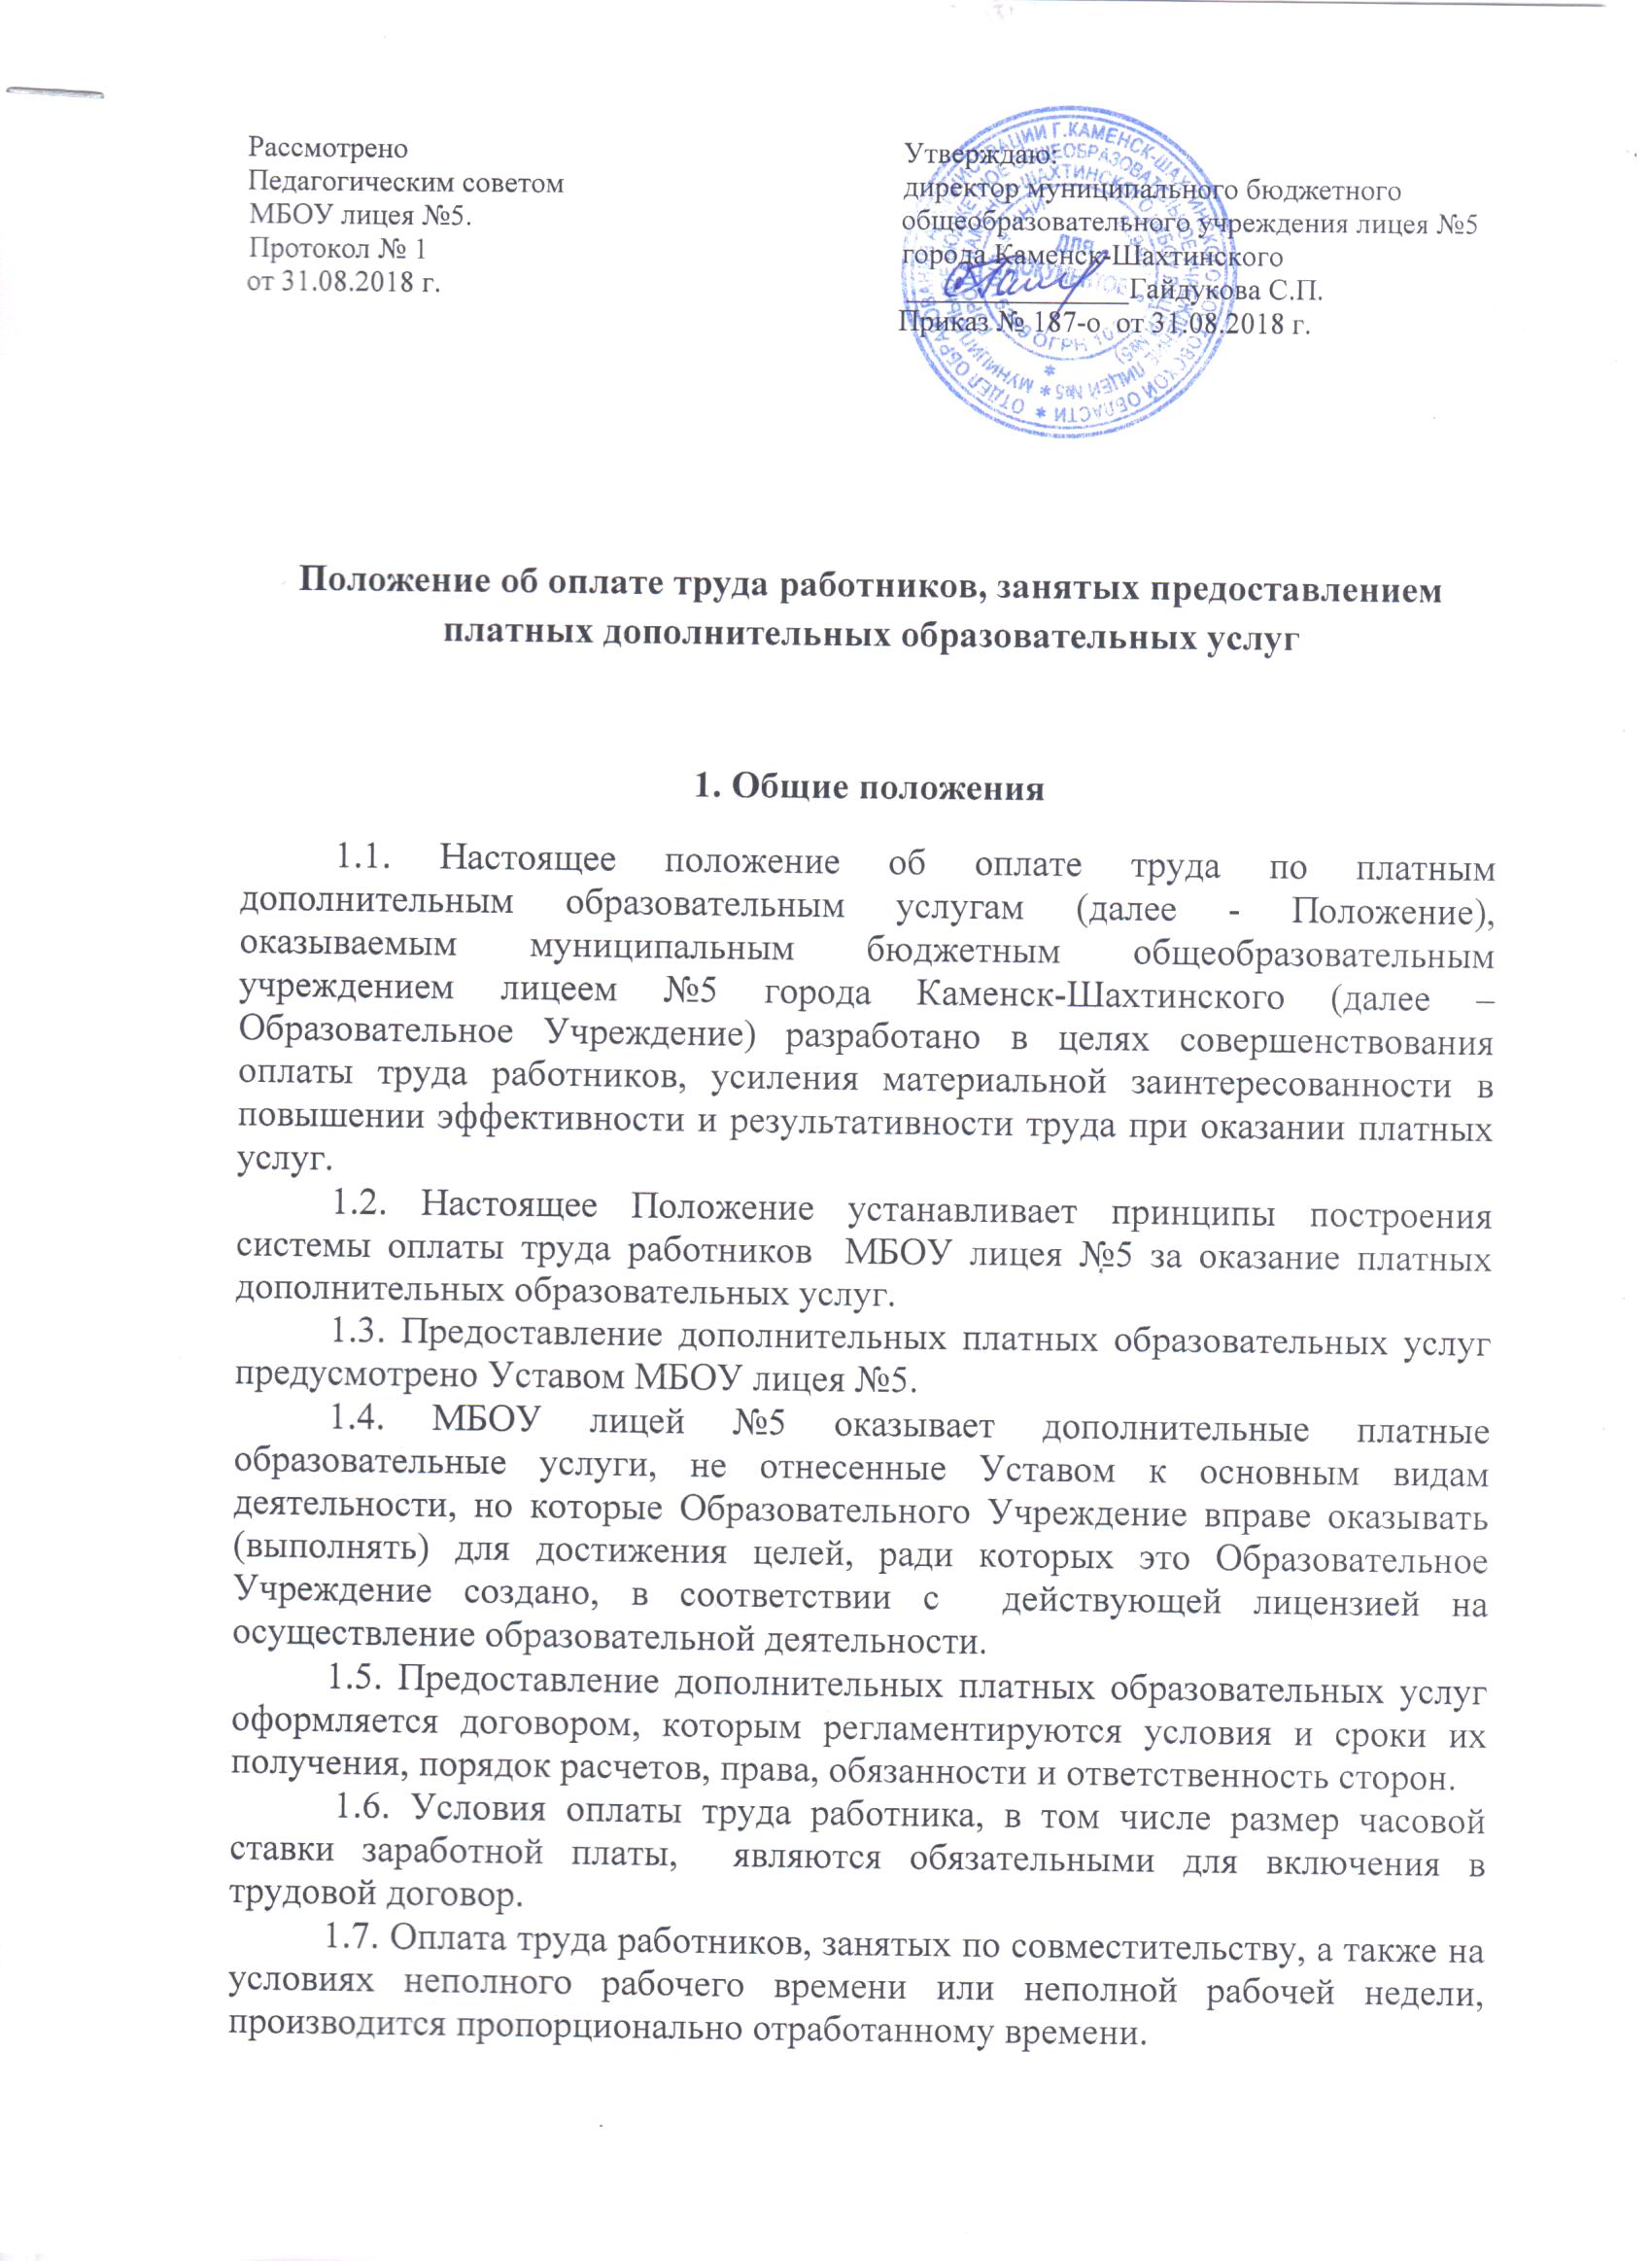 Рассмотрено
Педагогическим советом
МБОУ лицея №5.
Протокол № 1
от 31.08.2018 г.
Утверждаю:
директор муниципального бюджетного
общеобразовательного учреждения лицея №5
города Каменск-Шахтинского
________________Гайдукова С.П.
Приказ № 187-о от 31.08.2018 г.
Положение об оплате труда работников, занятых предоставлением
платных дополнительных образовательных услуг
1. Общие положения
1.1. Настоящее положение об оплате труда по платным
дополнительным образовательным услугам (далее - Положение),
оказываемым муниципальным бюджетным общеобразовательным
учреждением лицеем №5 города Каменск-Шахтинского (далее –
Образовательное Учреждение) разработано в целях совершенствования
оплаты труда работников, усиления материальной заинтересованности в
повышении эффективности и результативности труда при оказании платных
услуг.
1.2. Настоящее Положение устанавливает принципы построения
системы оплаты труда работников МБОУ лицея №5 за оказание платных
дополнительных образовательных услуг.
1.3. Предоставление дополнительных платных образовательных услуг
предусмотрено Уставом МБОУ лицея №5.
1.4. МБОУ лицей №5 оказывает дополнительные платные
образовательные услуги, не отнесенные Уставом к основным видам
деятельности, но которые Образовательного Учреждение вправе оказывать
(выполнять) для достижения целей, ради которых это Образовательное
Учреждение создано, в соответствии с действующей лицензией на
осуществление образовательной деятельности.
1.5. Предоставление дополнительных платных образовательных услуг
оформляется договором, которым регламентируются условия и сроки их
получения, порядок расчетов, права, обязанности и ответственность сторон.
1.6. Условия оплаты труда работника, в том числе размер часовой
ставки заработной платы, являются обязательными для включения в
трудовой договор.
1.7. Оплата труда работников, занятых по совместительству, а также на
условиях неполного рабочего времени или неполной рабочей недели,
производится пропорционально отработанному времени.